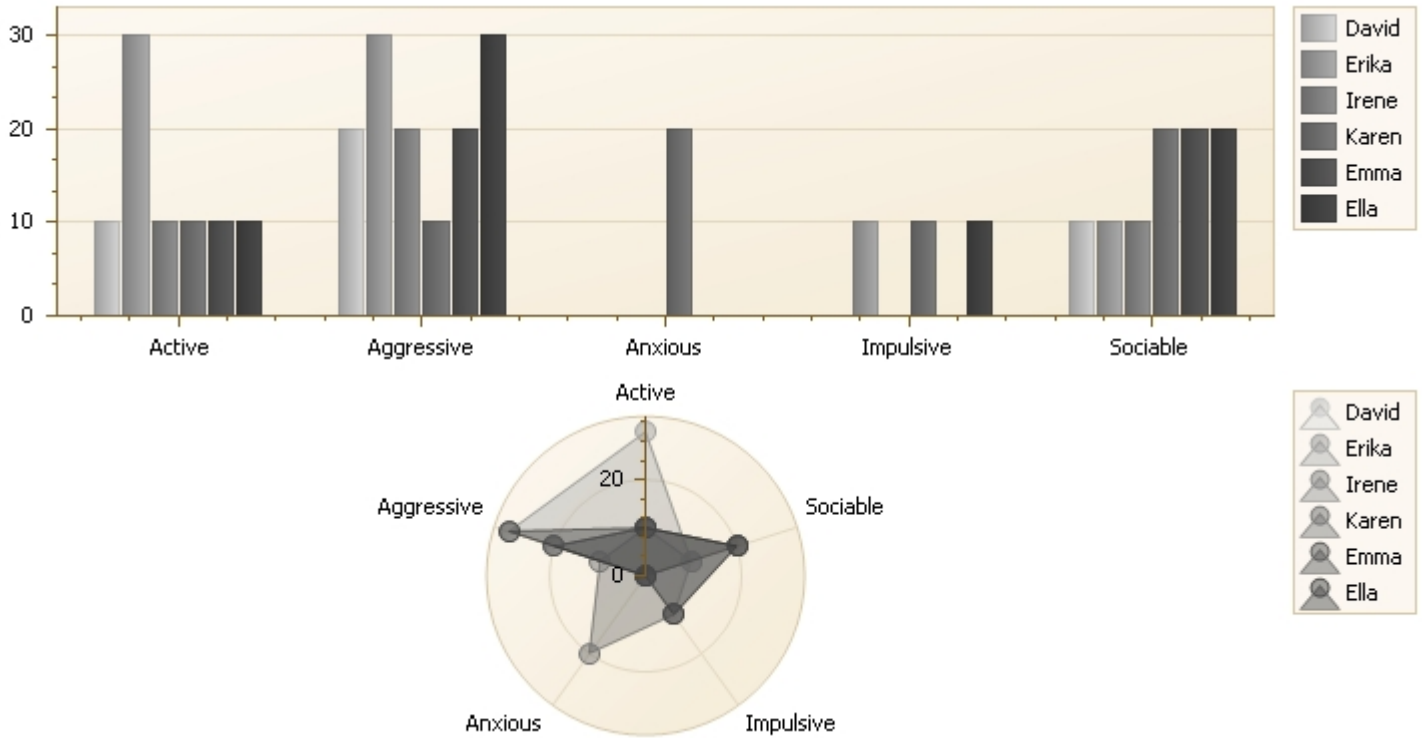 30
20
10
0
Active Aggressive Anxious Impulsive Sociable
David
Erika
Irene
Karen
Emma
Ella
Active
20
Aggressive
Sociable
0
Anxious
Impulsive
David
Erika
Irene
Karen
Emma
Ella